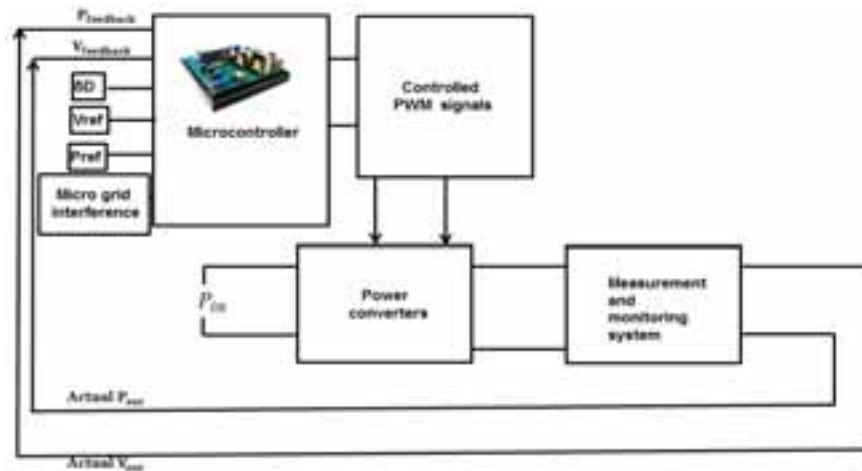 Pfeedback
Vfeedback
SD
Vref
Pref
Micro grid
interference
Microcontroller
Controlled
PWM signals
Pin
Power
converters
Measurement
and
monitoring
system
Actual Pout
Actual Vout